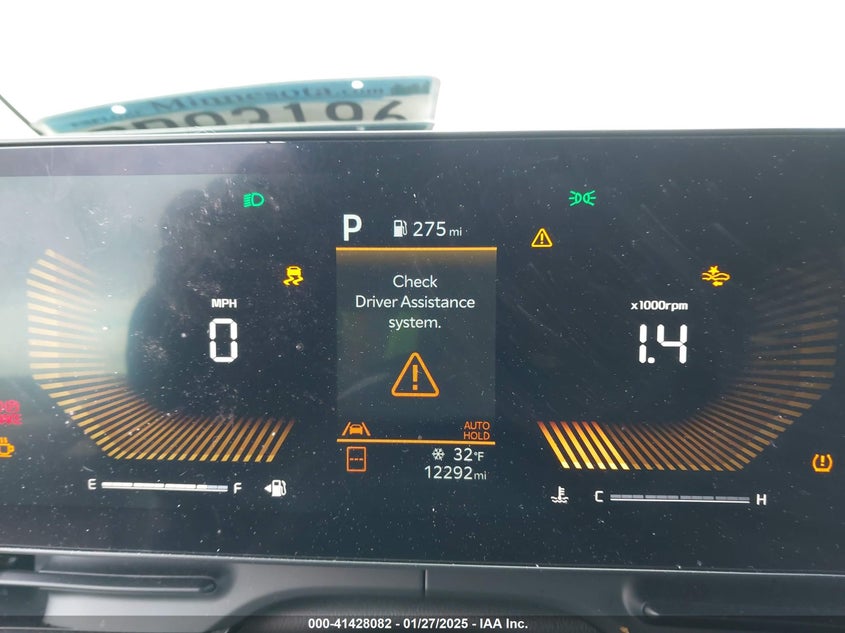 Minnesota.com
P 275 mi
Check
Driver Assistance
system.
MPH
0
x1000rpm
1.4
AUTO
HOLD
32°F
12292mi
E F
C H
000-41428082 - 01/27/2025 - IAA Inc.